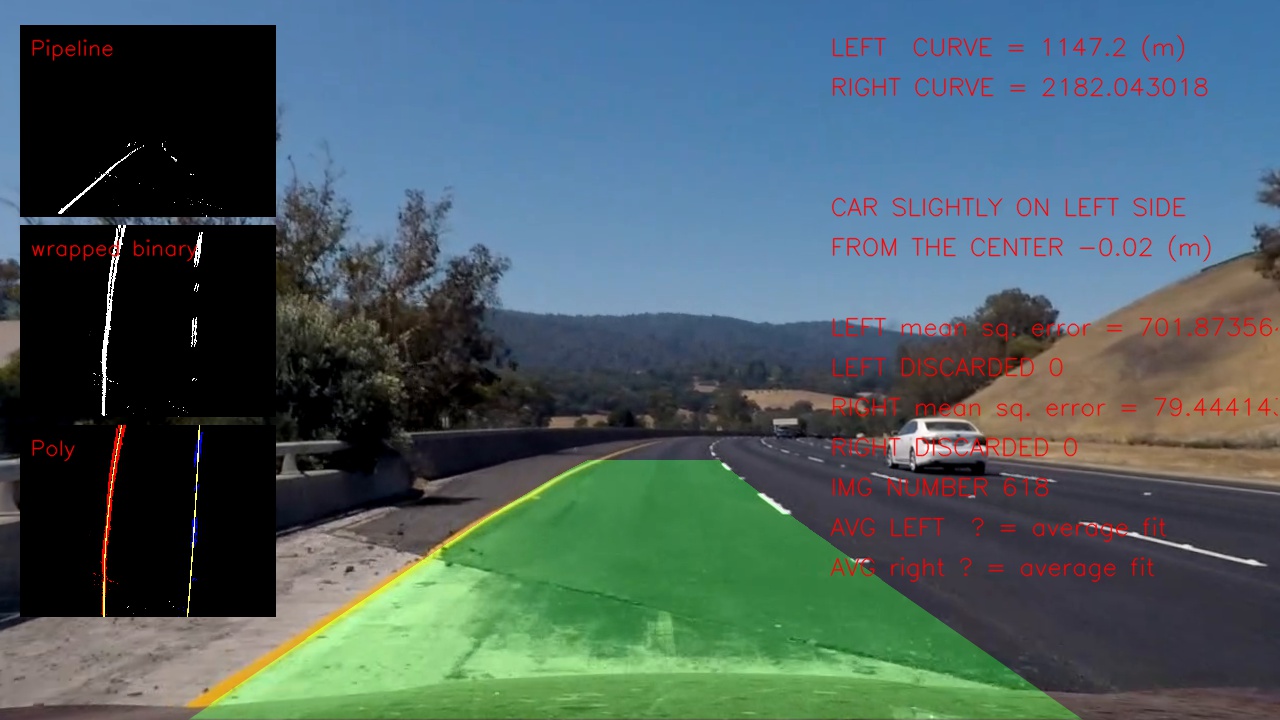 Pipeline
wrapped binary
Poly
LEFT CURVE = 1147.2 (m)
RIGHT CURVE = 2182.043018
CAR SLIGHTLY ON LEFT SIDE
FROM THE CENTER -0.02 (m)
LEFT mean sq. error = 701.87356
LEFT DISCARDED 0
RIGHT mean sq. error = 79.44414
RIGHT DISCARDED 0
IMG NUMBER 618
AVG LEFT ? = average fit
AVG right ? = average fit